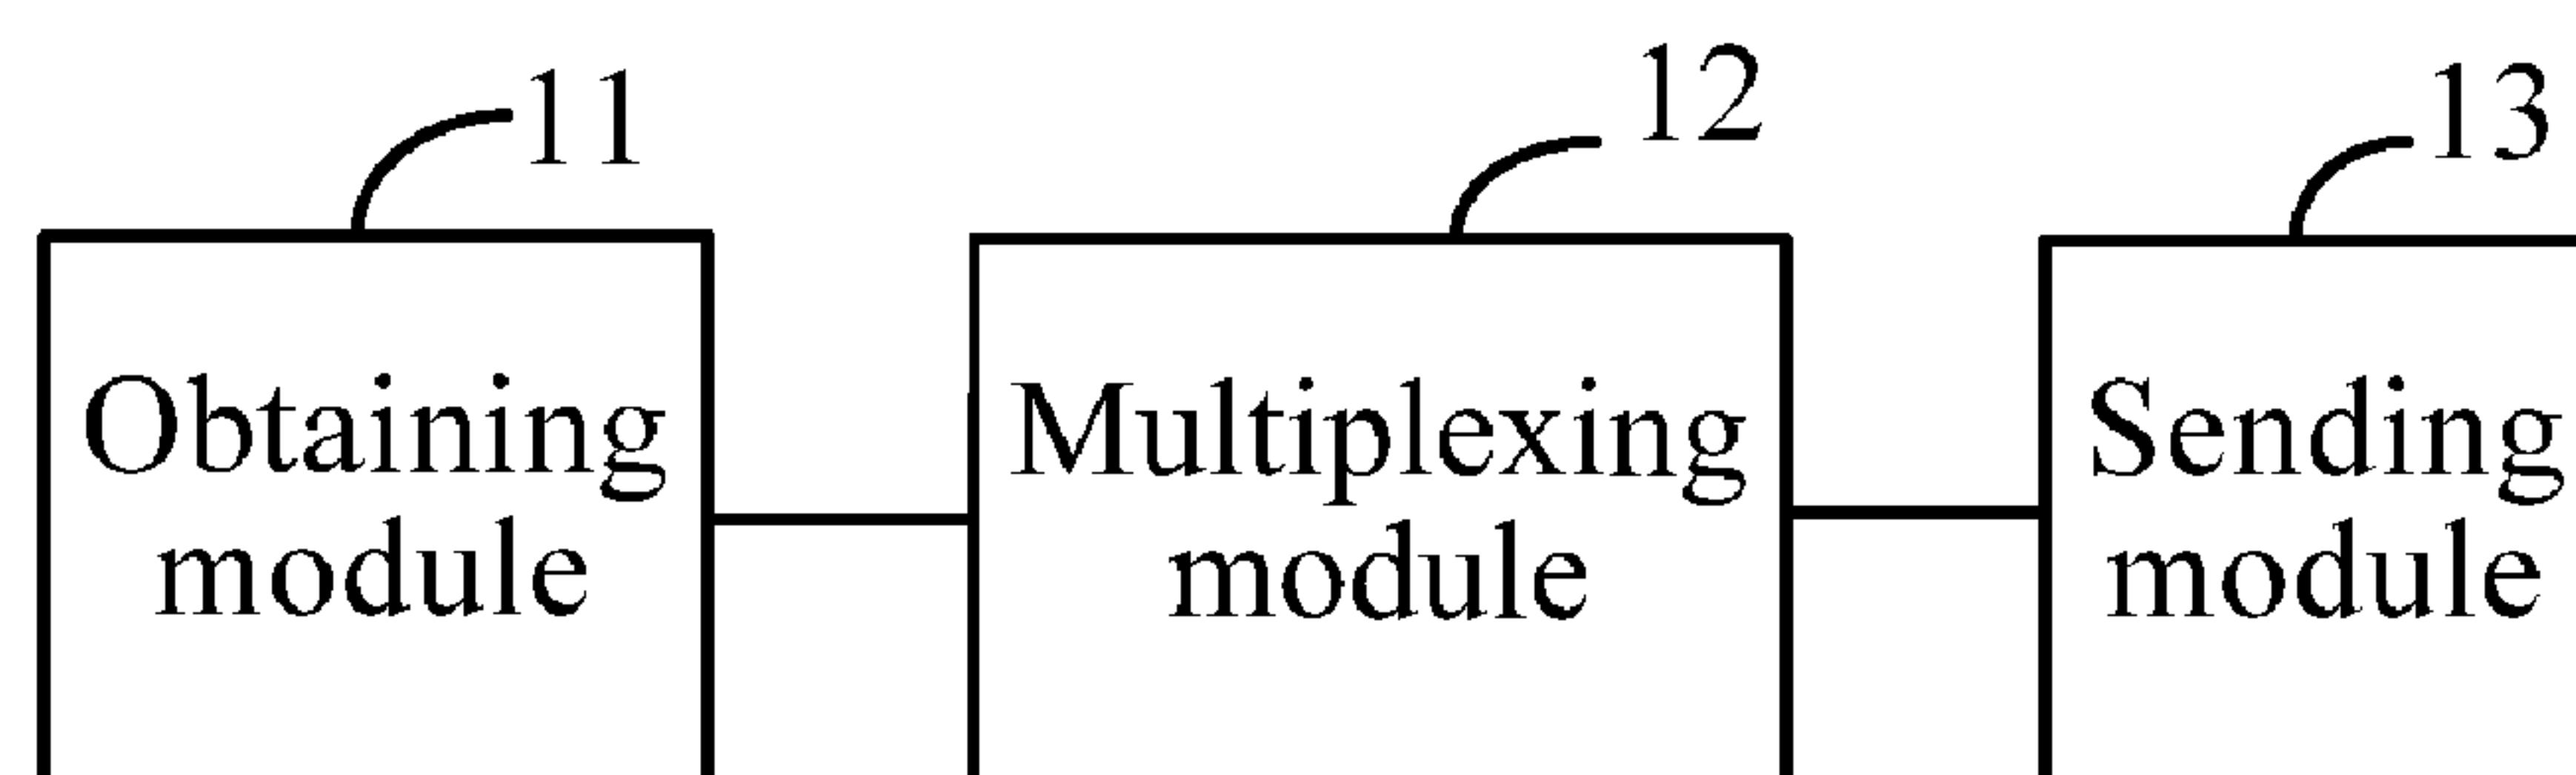 11
12
13
Obtaining
module
Multiplexing
module
Sending
module